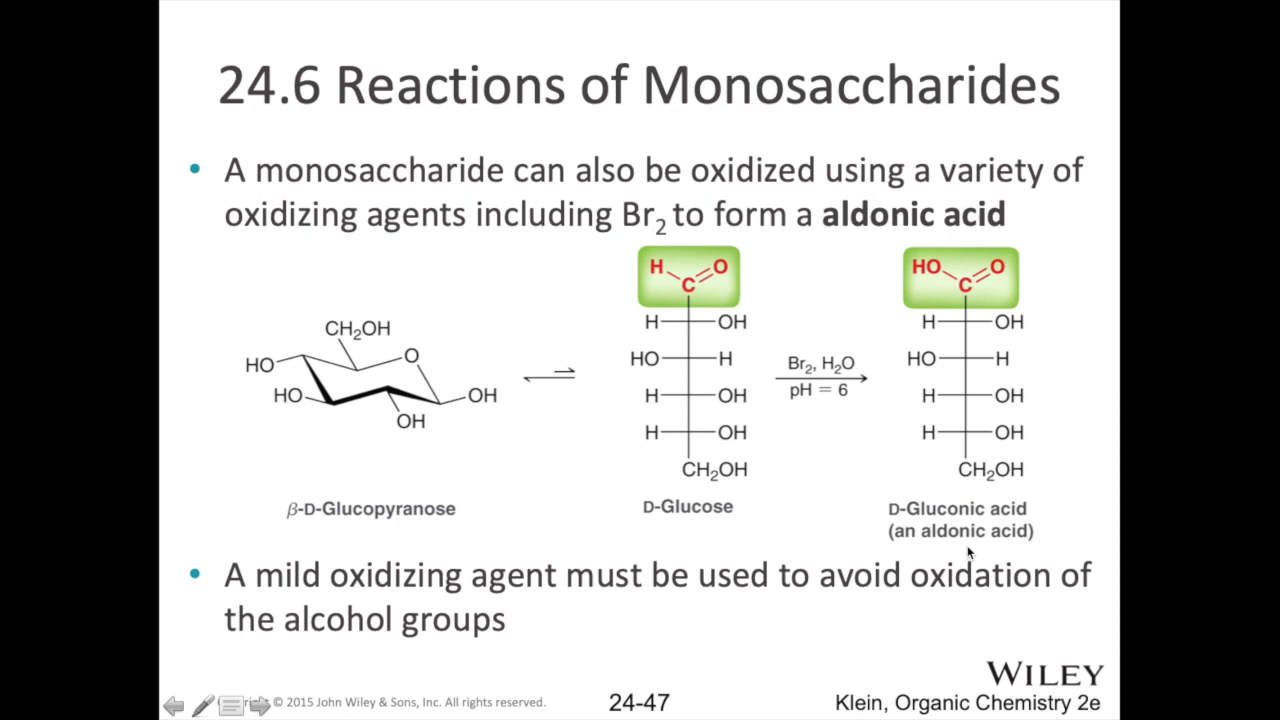 24.6 Reactions of Monosaccharides
• A monosaccharide can also be oxidized using a variety of
oxidizing agents including Br₂ to form a aldonic acid
CH₂OH
HO
O
HO
OH
OH
β-D-Glucopyranose
H
O
C
H
OH
HO
H
H
OH
H
OH
CH₂OH
D-Glucose
Br₂, H₂O
pH = 6
HO
O
C
H
OH
HO
H
H
OH
H
OH
CH₂OH
D-Gluconic acid
(an aldonic acid)
• A mild oxidizing agent must be used to avoid oxidation of
the alcohol groups
WILEY
© 2015 John Wiley & Sons, Inc. All rights reserved.
24-47
Klein, Organic Chemistry 2e